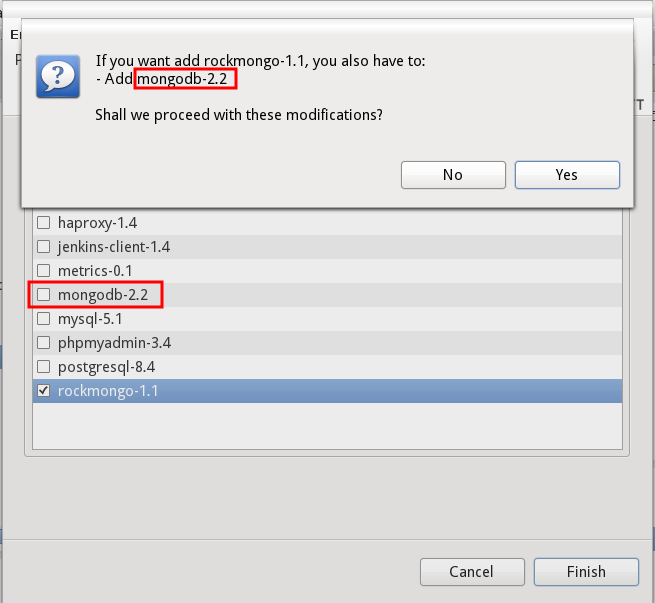 If you want add rockmongo-1.1, you also have to:
- Add mongodb-2.2
Shall we proceed with these modifications?
No
Yes
haproxy-1.4
jenkins-client-1.4
metrics-0.1
mongodb-2.2
mysql-5.1
phpmyadmin-3.4
postgresql-8.4
rockmongo-1.1
Cancel
Finish